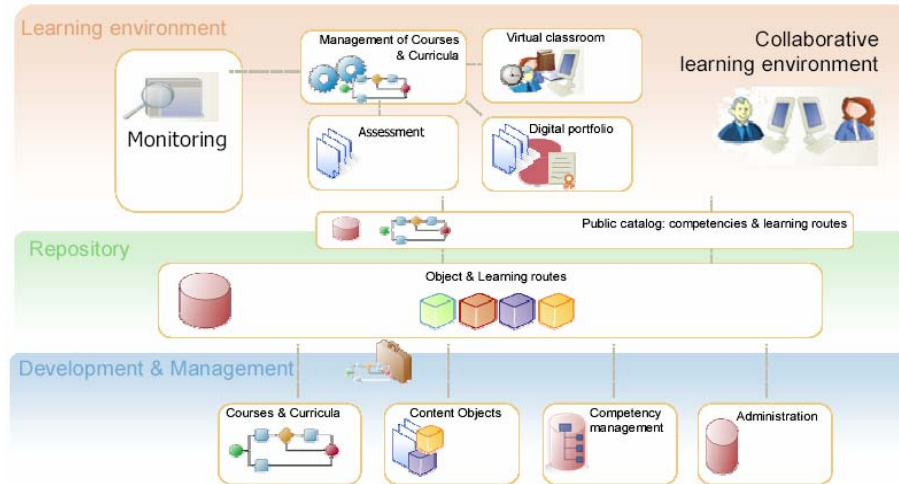 Learning environment
Management of Courses
& Curricula
Virtual classroom
Collaborative
learning environment
Monitoring
Assessment
Digital portfolio
Public catalog: competencies & learning routes
Repository
Object & Learning routes
Development & Management
Courses & Curricula
Content Objects
Competency
management
Administration